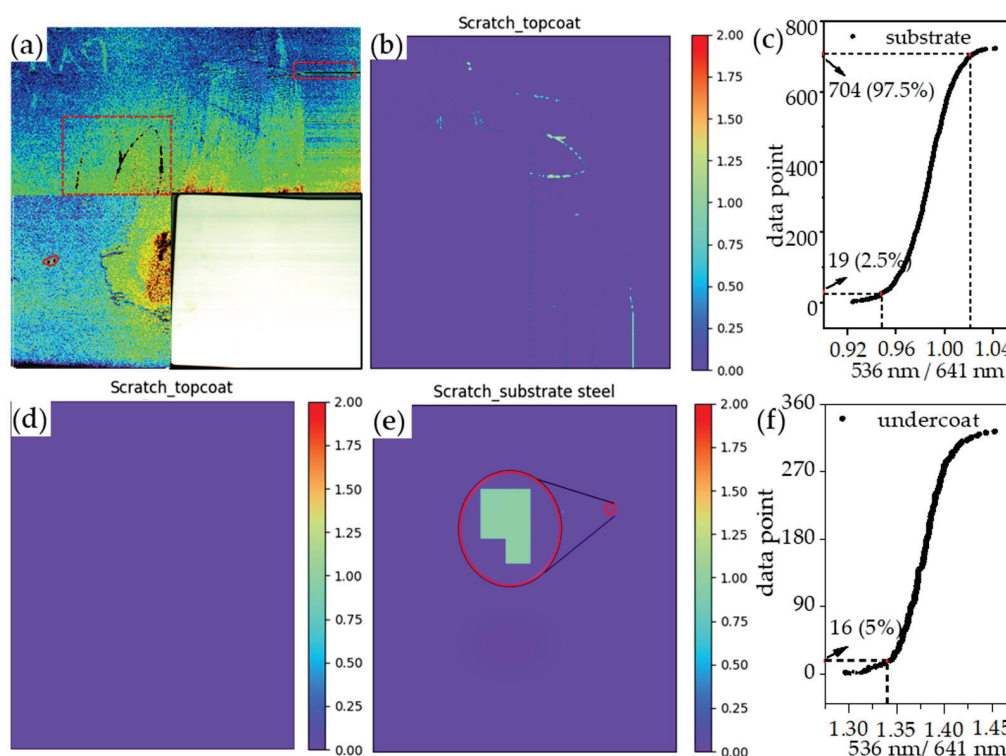 (a)
PA9
Scratch_topcoat
(b)
2.00
1.75
1.50
1.25
1.00
0.75
0.50
0.25
0.00
(c)
substrate
800
600
400
200
0
704 (97.5%)
19 (2.5%)
data point
0.92 0.96 1.00 1.04
536 nm / 641 nm
Scratch_topcoat
(d)
2.00
1.75
1.50
1.25
1.00
0.75
0.50
0.25
0.00
Scratch_substrate steel
(e)
2.00
1.75
1.50
1.25
1.00
0.75
0.50
0.25
0.00
(f)
undercoat
360
270
180
90
0
16 (5%)
data point
1.30 1.35 1.40 1.45
536 nm / 641 nm